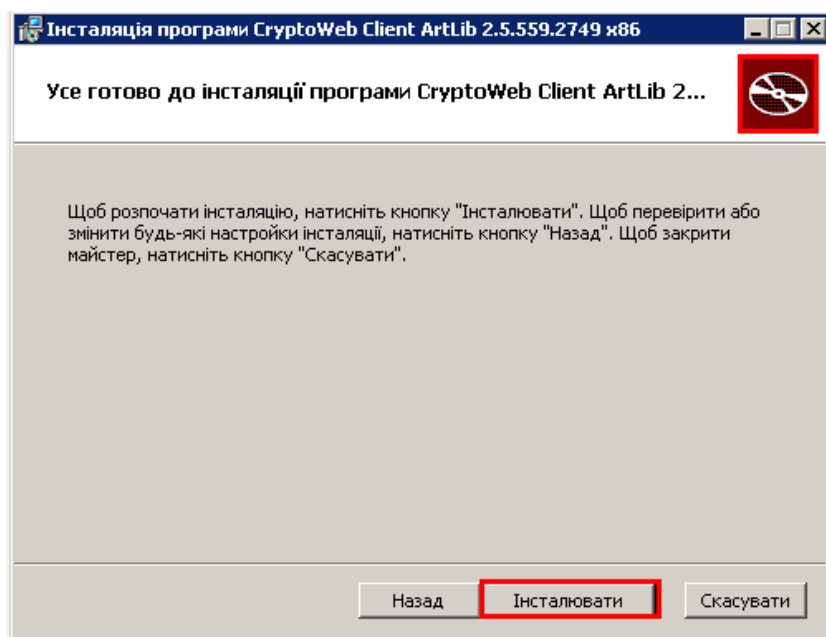 Інсталяція програми CryptoWeb Client ArtLib 2.5.559.2749 x86
Усе готово до інсталяції програми CryptoWeb Client ArtLib 2...
Щоб розпочати інсталяцію, натисніть кнопку "Інсталювати". Щоб перевірити або
змінити будь-які настройки інсталяції, натисніть кнопку "Назад". Щоб закрити
майстер, натисніть кнопку "Скасувати".
Назад
Інсталювати
Скасувати